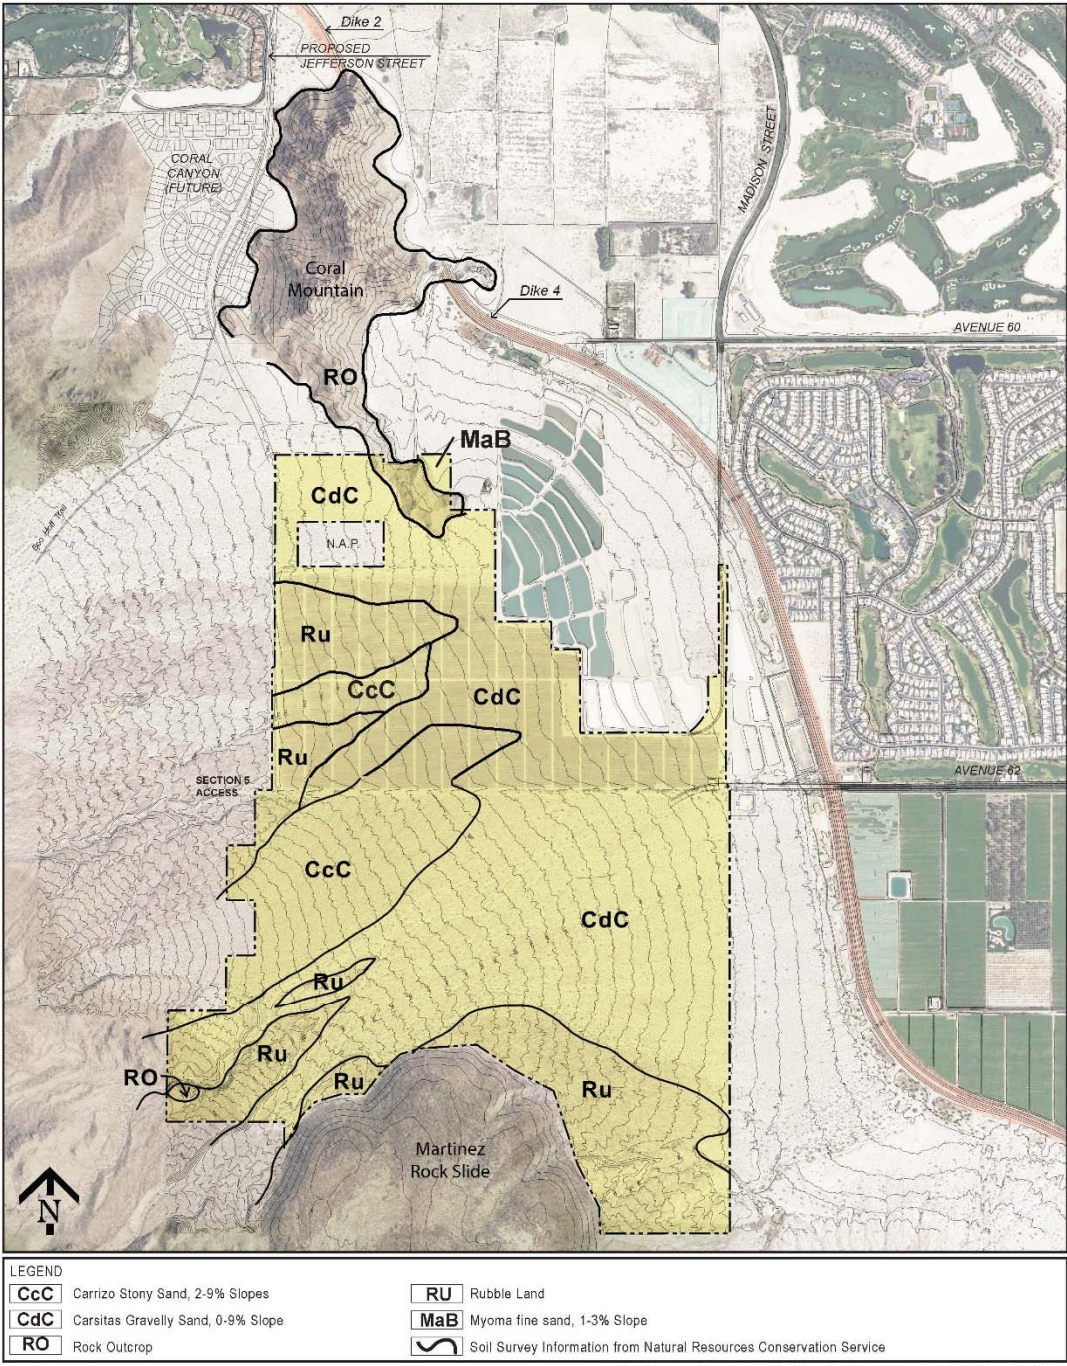 Dike 2
PROPOSED
JEFFERSON STREET
MADISON STREET
CORAL
CANYON
(FUTURE)
Coral
Mountain
Dike 4
AVENUE 60
RO
MaB
CdC
N.A.P.
Ru
CcC
CdC
Ru
SECTION 5
ACCESS
AVENUE 62
CcC
CdC
Ru
Ru
RO
Ru
Ru
Martinez
Rock Slide
N
LEGEND
CcC Carrizo Stony Sand, 2-9% Slopes
CdC Carsitas Gravelly Sand, 0-9% Slope
RO Rock Outcrop
RU Rubble Land
MaB Myoma fine sand, 1-3% Slope
Soil Survey Information from Natural Resources Conservation Service